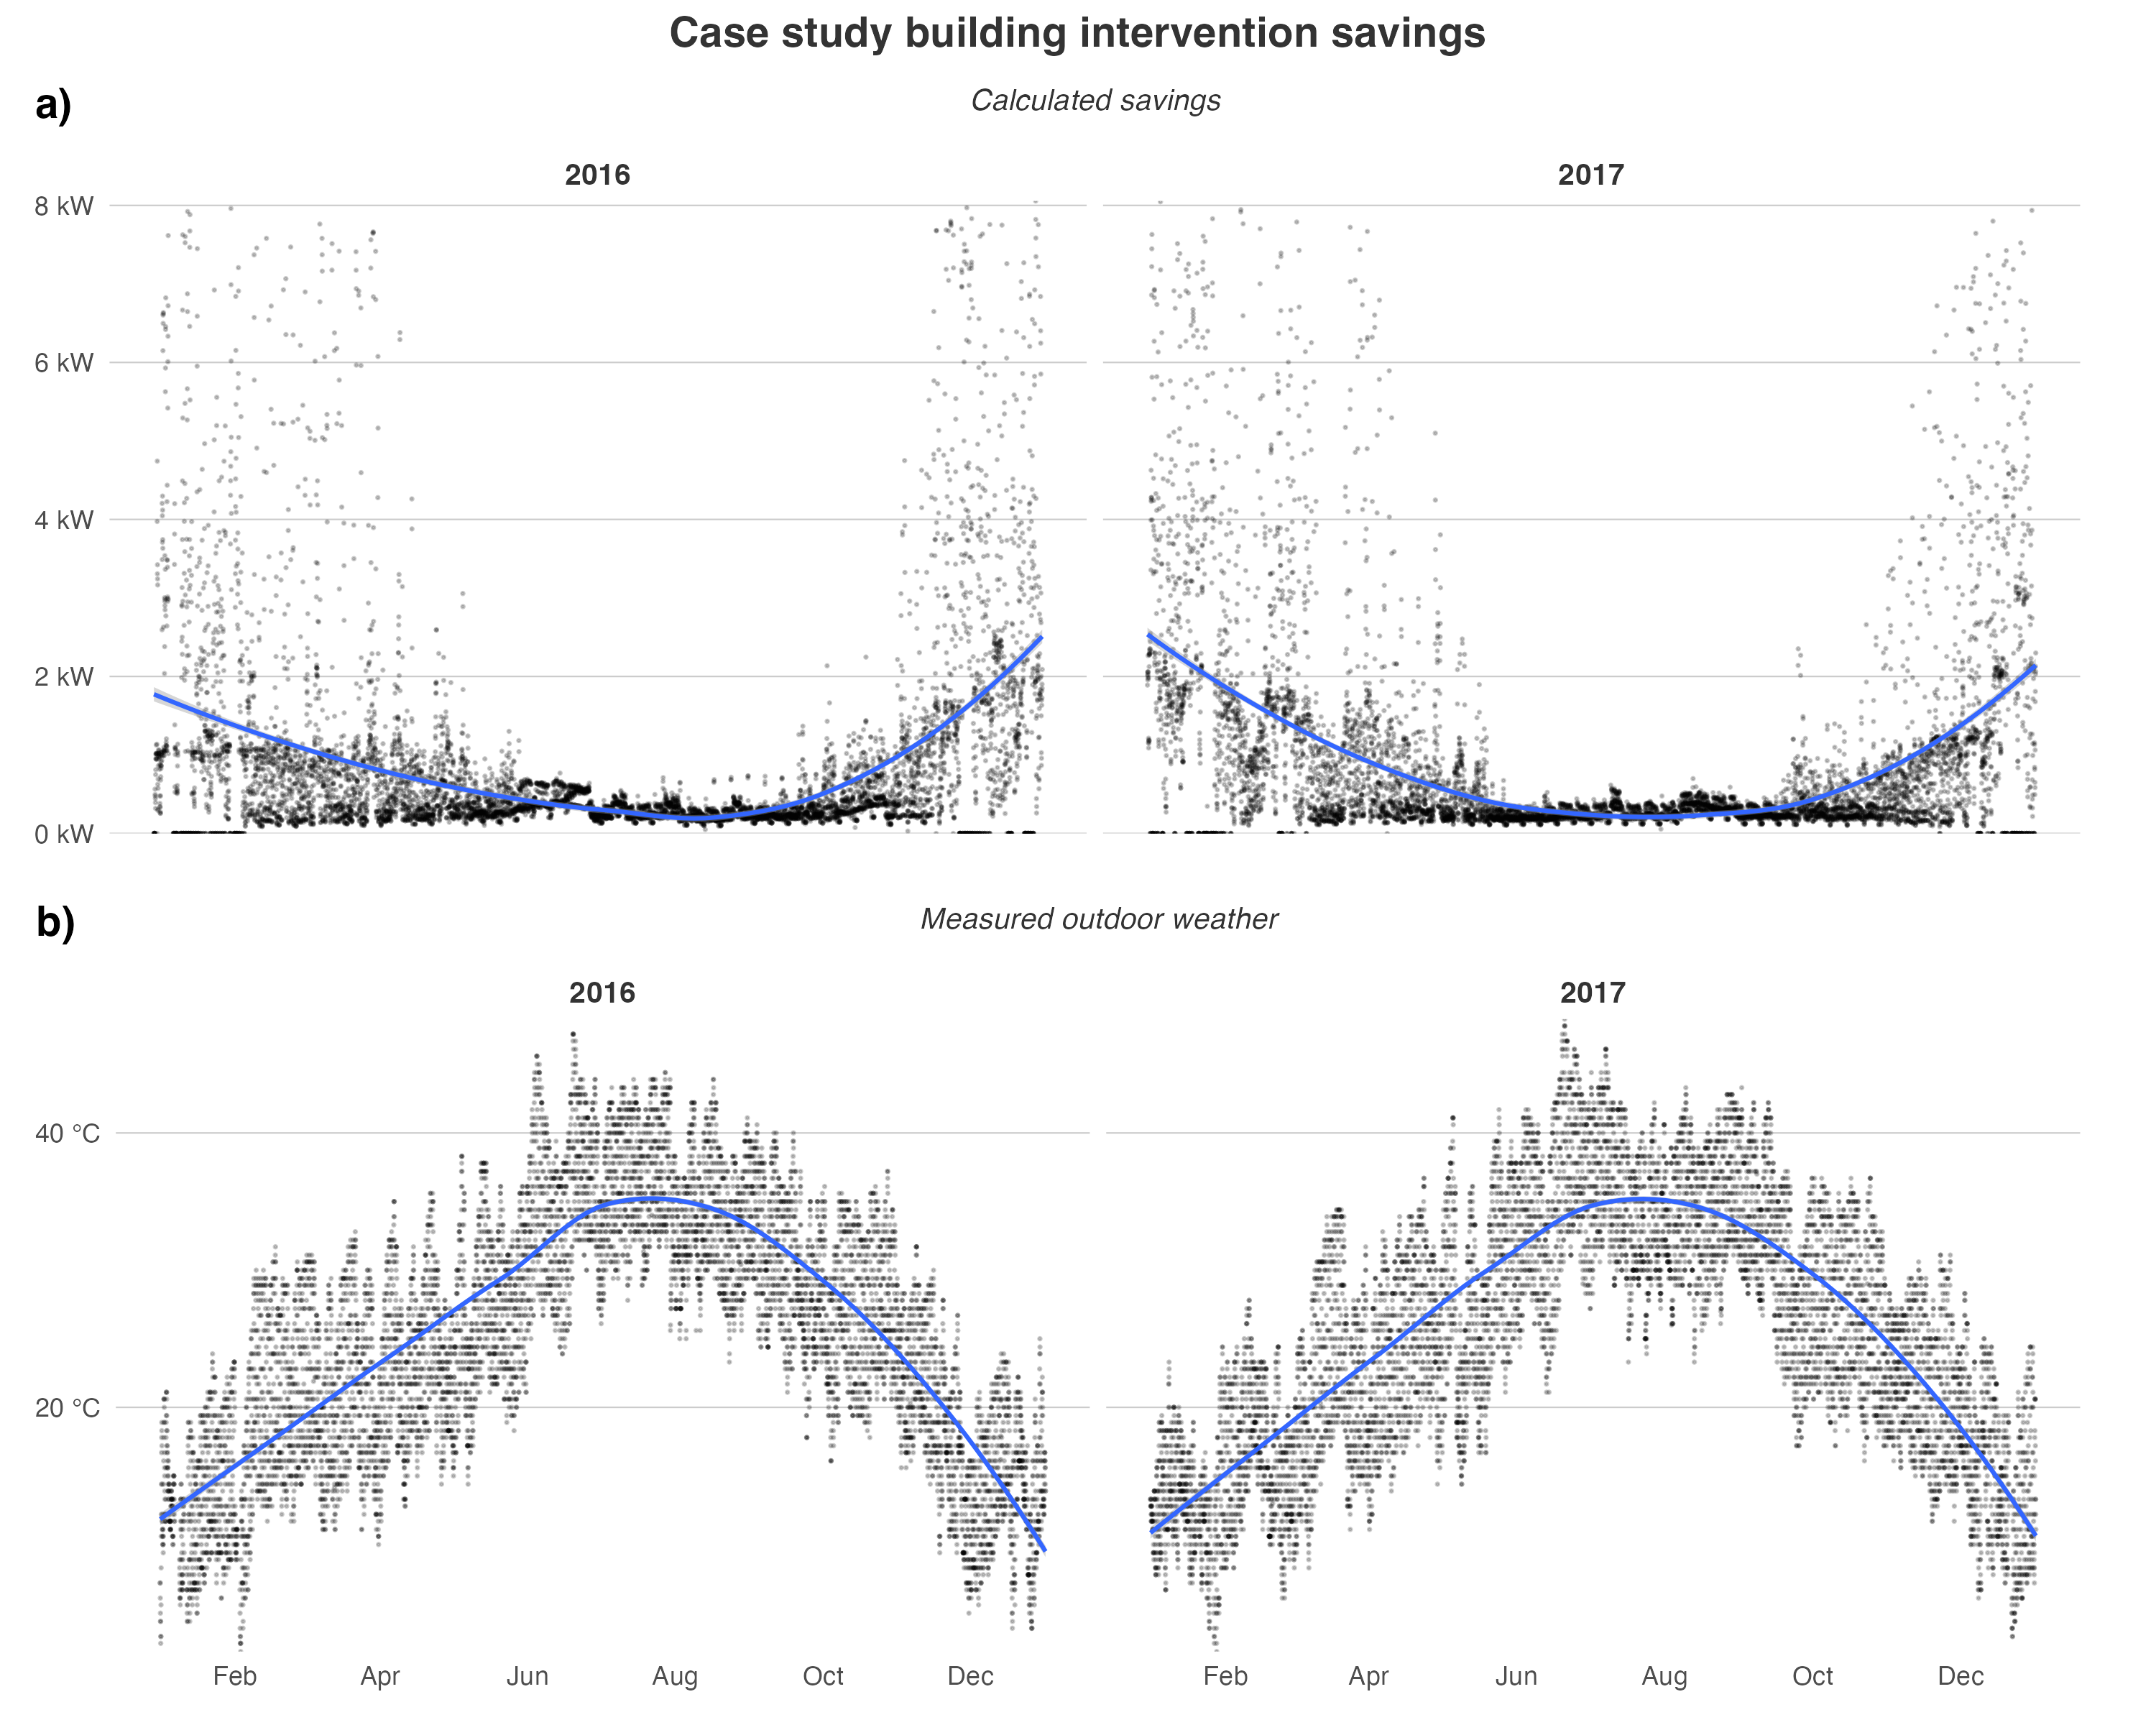 Case study building intervention savings
a)
Calculated savings
2016 2017
8 kW
6 kW
4 kW
2 kW
0 kW
b)
Measured outdoor weather
2016 2017
40 °C
20 °C
Feb Apr Jun Aug Oct Dec Feb Apr Jun Aug Oct Dec